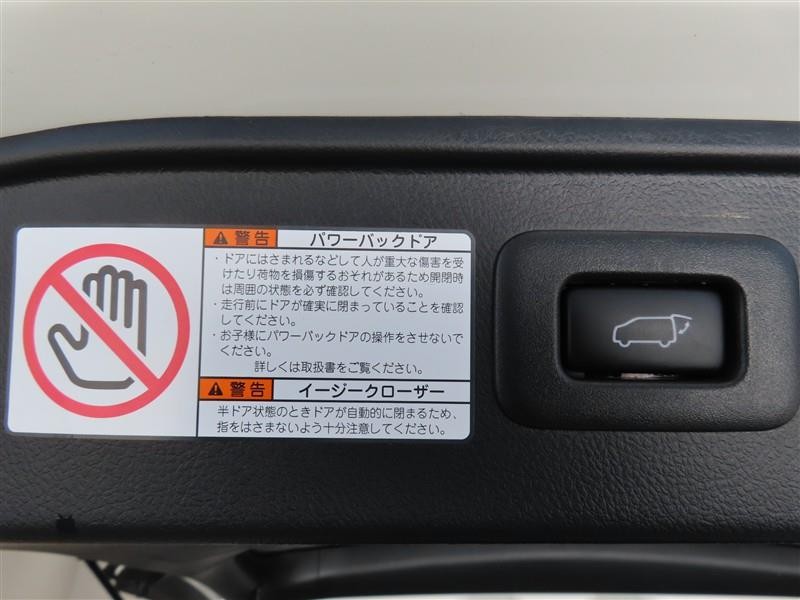 ⚠警告 パワーバックドア
・ドアにはさまれるなどして人が重大な傷害を受
けたり荷物を損傷するおそれがあるため開閉時
は周囲の状態を必ず確認してください。
・走行前にドアが確実に閉まっていることを確認
してください。
・お子様にパワーバックドアの操作をさせないで
ください。
詳しくは取扱書をご覧ください。
⚠警告 イージークローザー
半ドア状態のときドアが自動的に閉まるため、
指をはさまないよう十分注意してください。